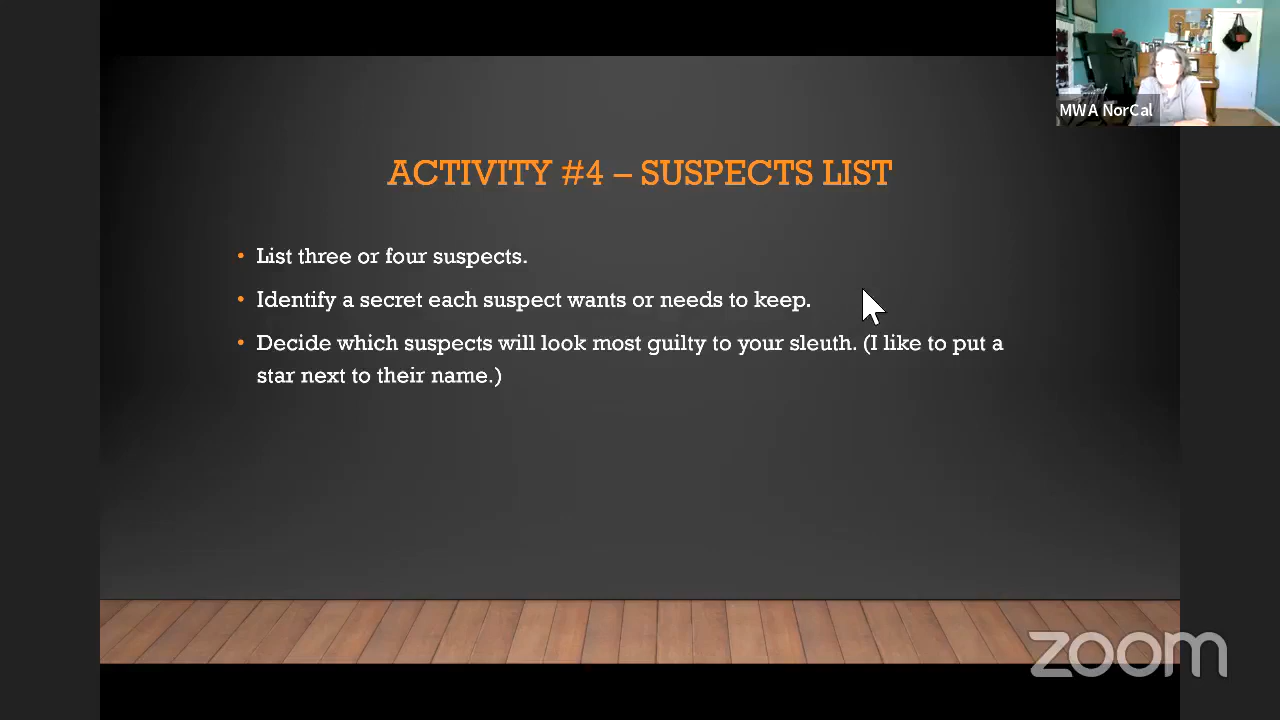 MWA NorCal
ACTIVITY #4 – SUSPECTS LIST
• List three or four suspects.
• Identify a secret each suspect wants or needs to keep.
• Decide which suspects will look most guilty to your sleuth. (I like to put a
star next to their name.)
zoom